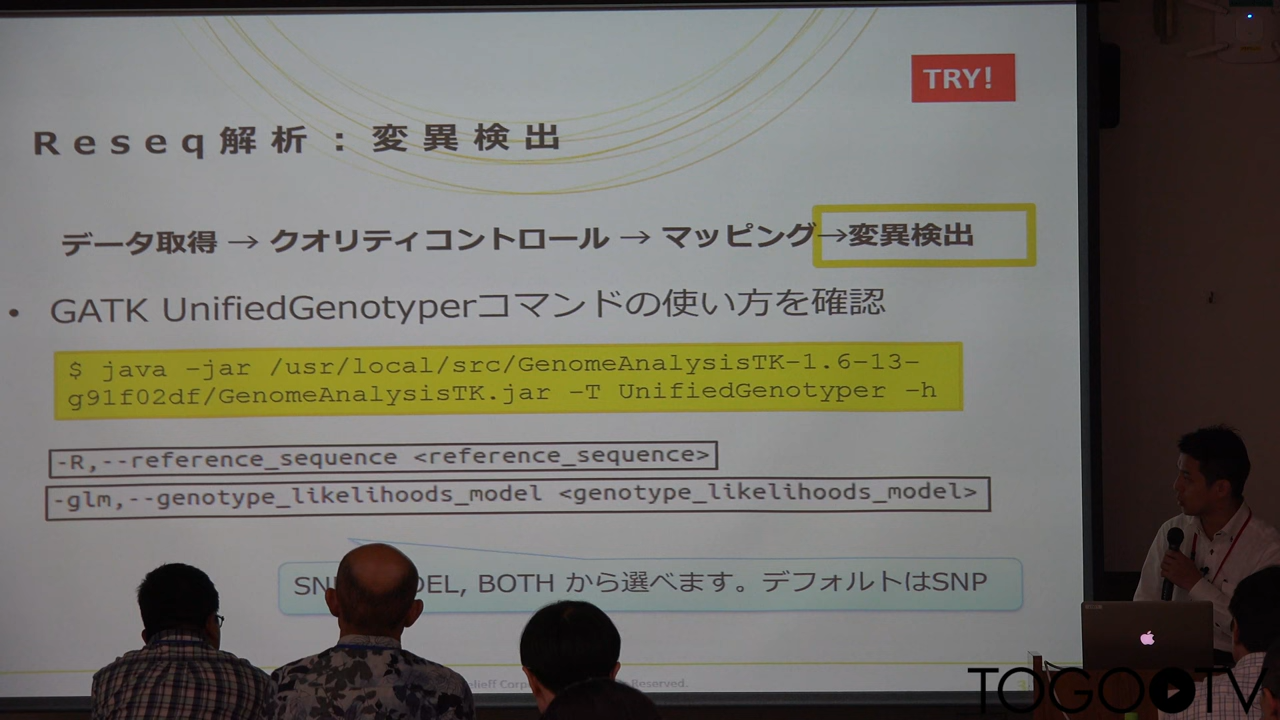 TRY!
Reseq解析：変異検出
データ取得 → クオリティコントロール → マッピング→変異検出
• GATK UnifiedGenotyperコマンドの使い方を確認
$ java –jar /usr/local/src/GenomeAnalysisTK-1.6-13-
g91f02df/GenomeAnalysisTK.jar –T UnifiedGenotyper –h
-R,--reference_sequence <reference_sequence>
-glm,--genotype_likelihoods_model <genotype_likelihoods_model>
BOTH から選べます。デフォルトはSNP
Reserved.
TOGO TV